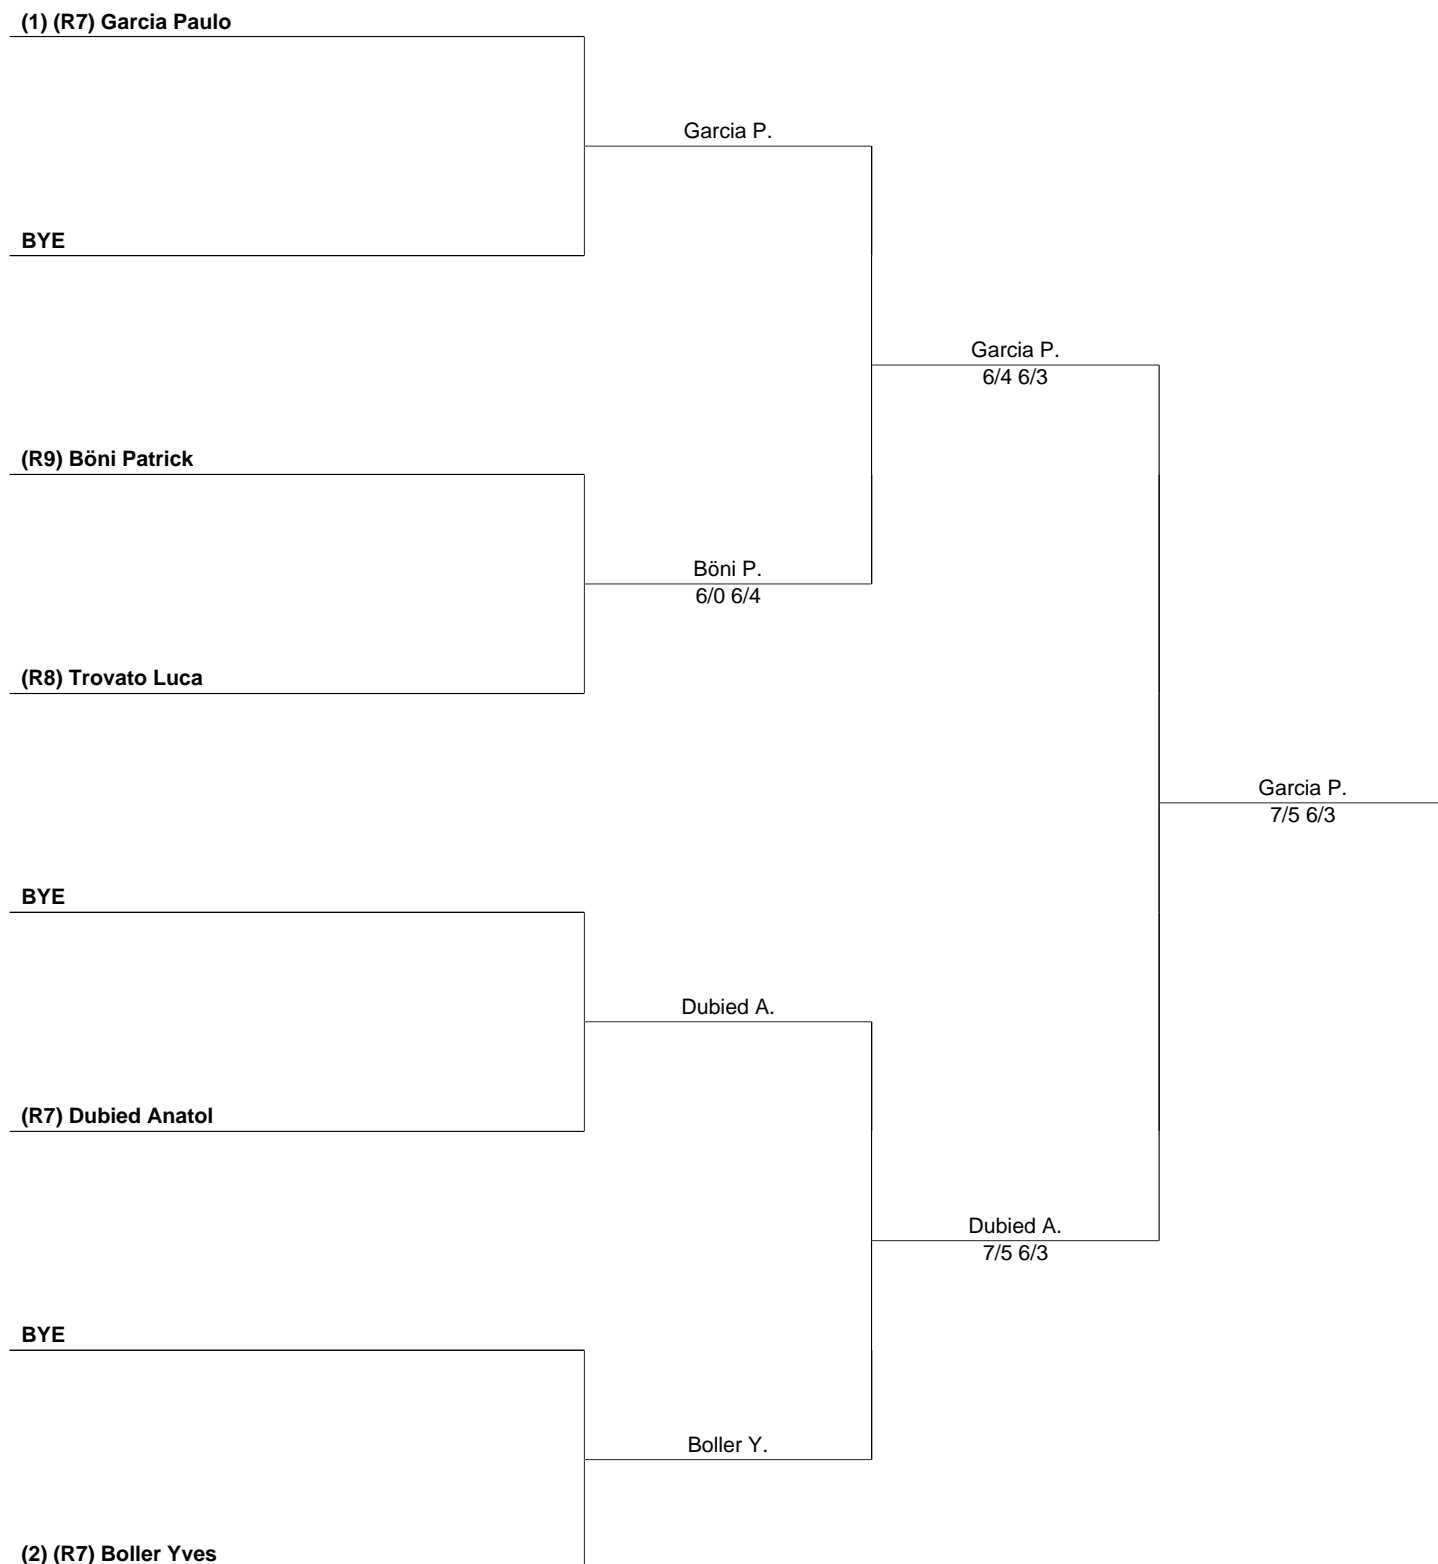 (1) (R7) Garcia Paulo
Garcia P.
BYE
Garcia P.
6/4 6/3
(R9) Böni Patrick
Böni P.
6/0 6/4
(R8) Trovato Luca
Garcia P.
7/5 6/3
BYE
Dubied A.
(R7) Dubied Anatol
Dubied A.
7/5 6/3
BYE
Boller Y.
(2) (R7) Boller Yves